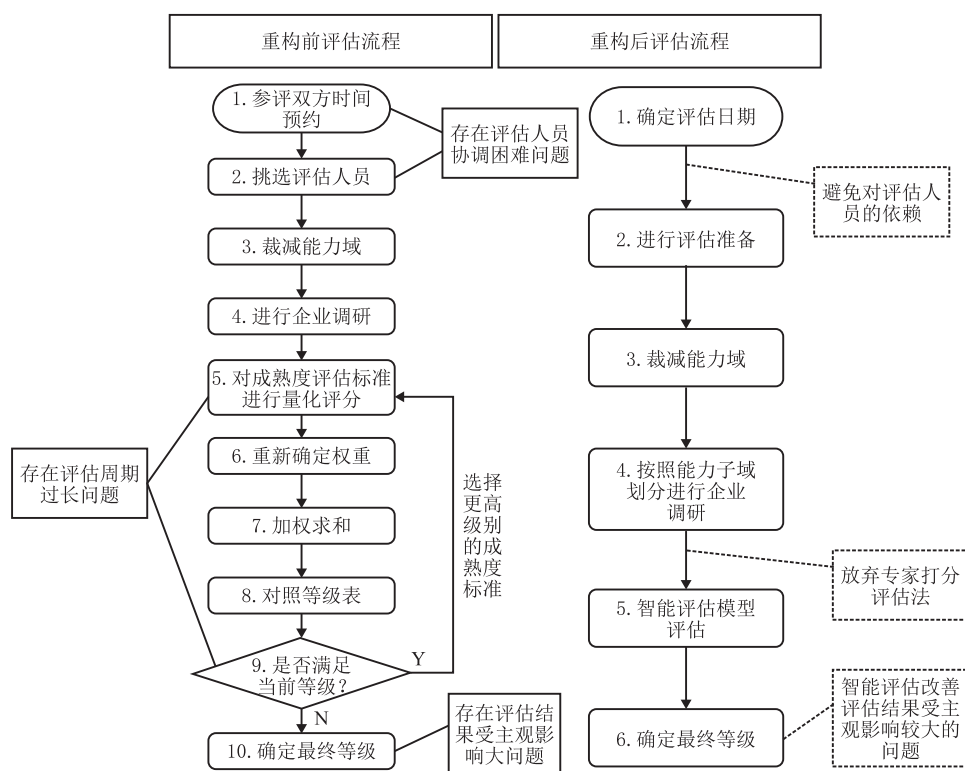 重构前评估流程
重构后评估流程
1. 参评双方时间
预约
存在评估人员
协调困难问题
2. 挑选评估人员
3. 裁减能力域
4. 进行企业调研
5. 对成熟度评估标准
进行量化评分
6. 重新确定权重
存在评估周期
过长问题
7. 加权求和
8. 对照等级表
选择
更高
级别
的成
熟度
标准
9. 是否满足
当前等级？
Y
N
10. 确定最终等级
存在评估结
果受主观影
响大问题
1. 确定评估日期
避免对评估人
员的依赖
2. 进行评估准备
3. 裁减能力域
4. 按照能力子域
划分进行企业
调研
放弃专家打分
评估法
5. 智能评估模型
评估
智能评估改善
评估结果受主
观影响较大的
问题
6. 确定最终等级